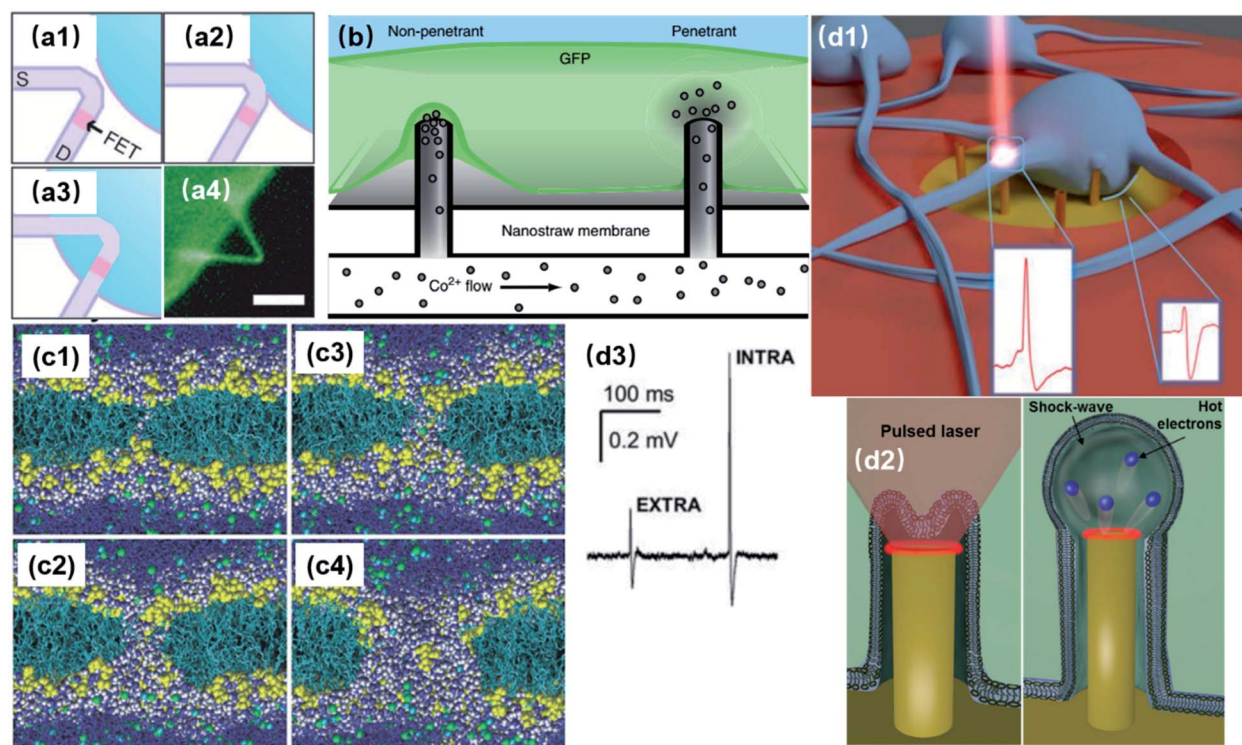 (a1)
S
FET
D
(a2)
(a3)
(a4)
(b)
Non-penetrant
Penetrant
GFP
Nanostraw membrane
Co²⁺ flow
(d1)
(c1)
(c3)
(c2)
(c4)
(d3)
INTRA
100 ms
0.2 mV
EXTRA
Pulsed laser
(d2)
Shock-wave
Hot
electrons